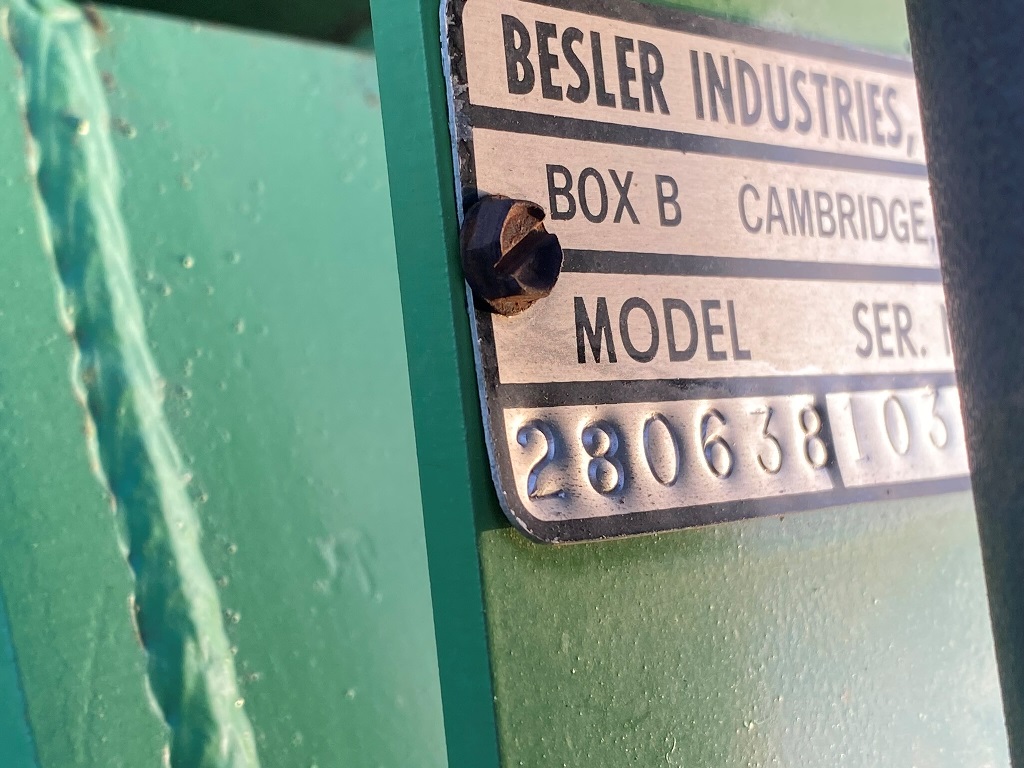 BESLER INDUSTRIES,
BOX B CAMBRIDGE,
MODEL SER.
280638 103